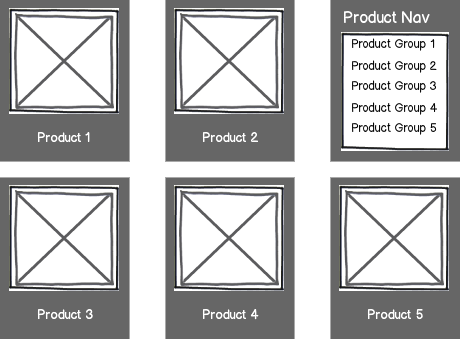 Product 1
Product 2
Product Nav
Product Group 1
Product Group 2
Product Group 3
Product Group 4
Product Group 5
Product 3
Product 4
Product 5